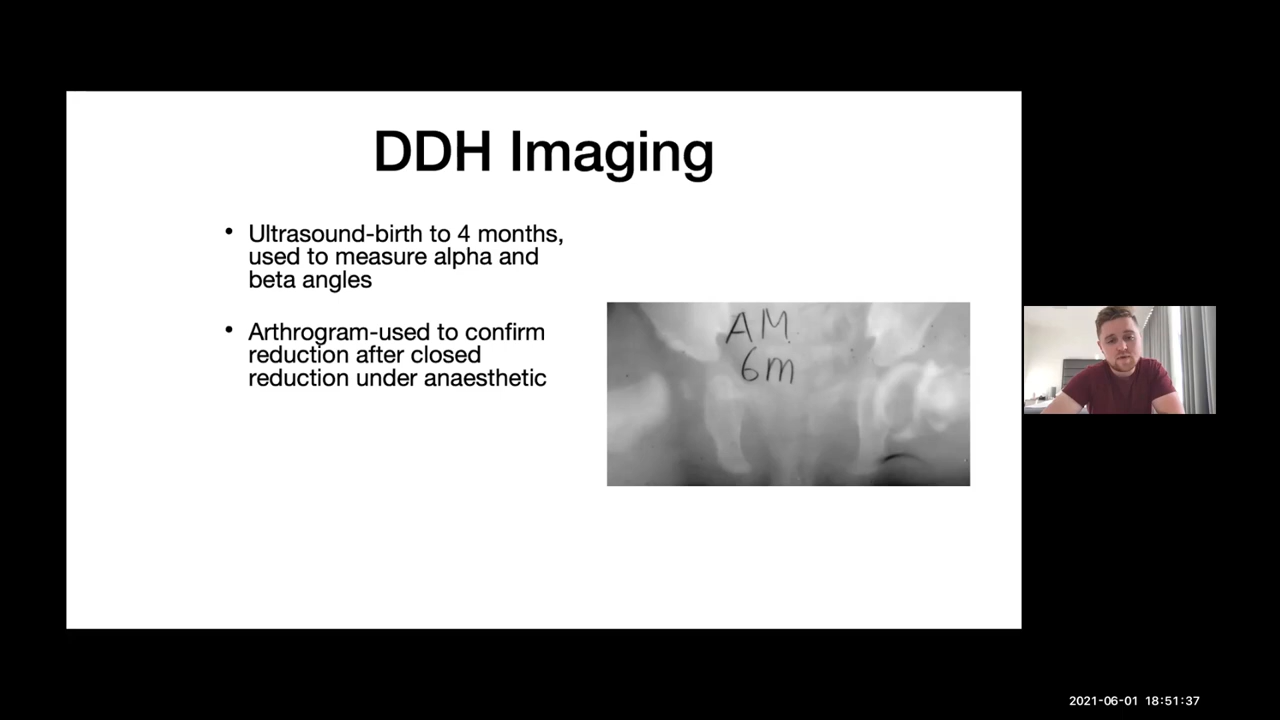 DDH Imaging
• Ultrasound-birth to 4 months,
used to measure alpha and
beta angles
• Arthrogram-used to confirm
reduction after closed
reduction under anaesthetic
AM
6m
2021-06-01 18:51:37